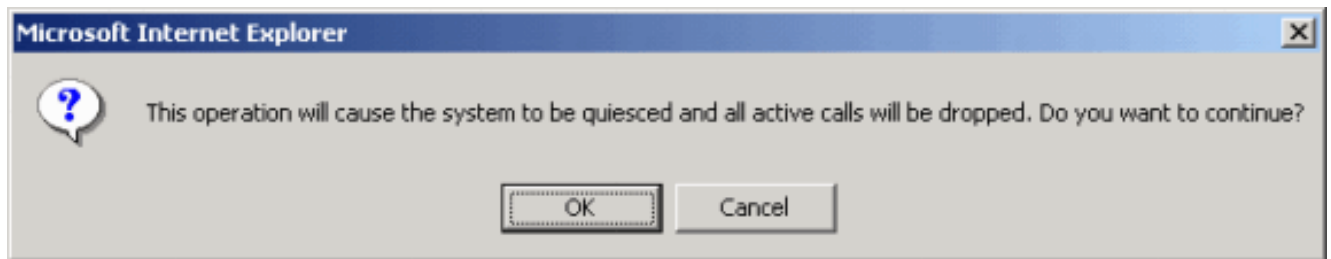 Microsoft Internet Explorer
This operation will cause the system to be quiesced and all active calls will be dropped. Do you want to continue?
OK
Cancel